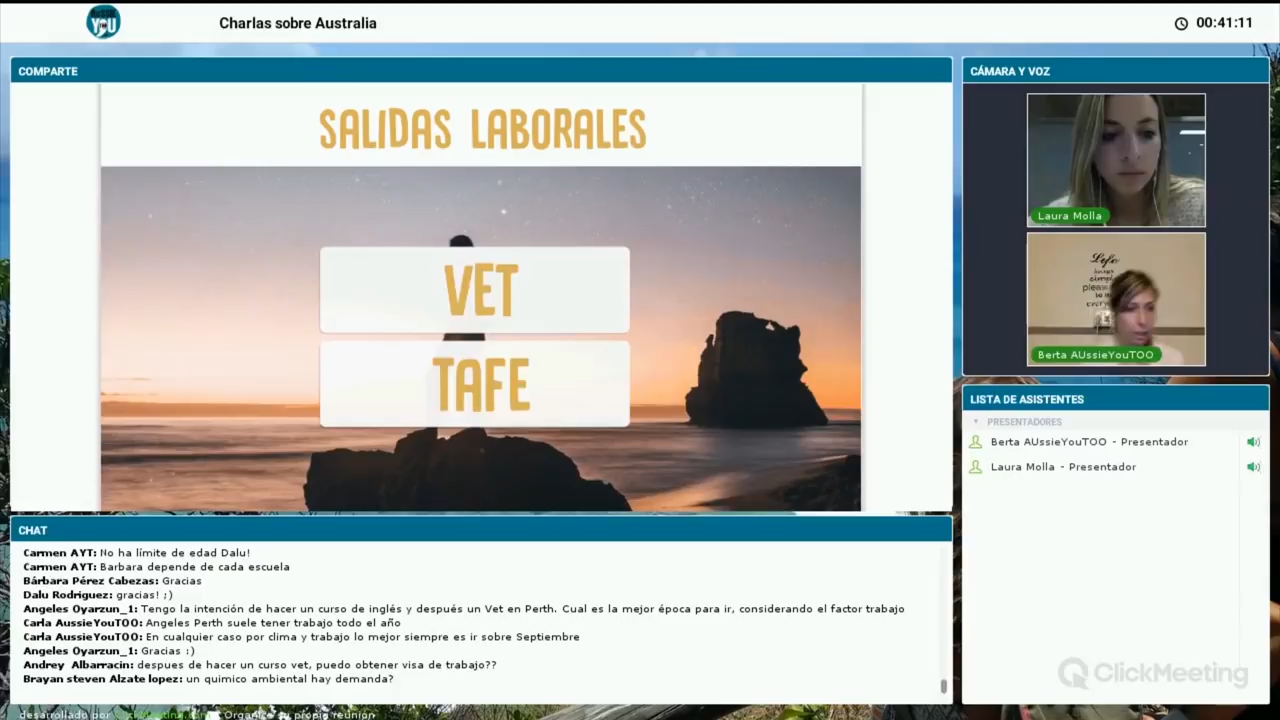 YOU
Charlas sobre Australia
00:41:11
COMPARTE
SALIDAS LABORALES
VET
TAFE
CÁMARA Y VOZ
Laura Molla
Life
Berta AUssieYouTOO
LISTA DE ASISTENTES
PRESENTADORES
Berta AUssieYouTOO - Presentador
Laura Molla - Presentador
CHAT
Carmen AYT: No ha límite de edad Dalu!
Carmen AYT: Barbara depende de cada escuela
Bárbara Pérez Cabezas: Gracias
Dalu Rodriguez: gracias! ;)
Angeles Oyarzun_1: Tengo la intención de hacer un curso de inglés y después un Vet en Perth. Cual es la mejor época para ir, considerando el factor trabajo
Carla AussieYouTOO: Angeles Perth suele tener trabajo todo el año
Carla AussieYouTOO: En cualquier caso por clima y trabajo lo mejor siempre es ir sobre Septiembre
Angeles Oyarzun_1: Gracias :)
Andrey Albarracin: despues de hacer un curso vet, puedo obtener visa de trabajo??
Brayan steven Alzate lopez: un quimico ambiental hay demanda?
ClickMeeting
desarrollado por ClickMeeting Organice su propia reunión